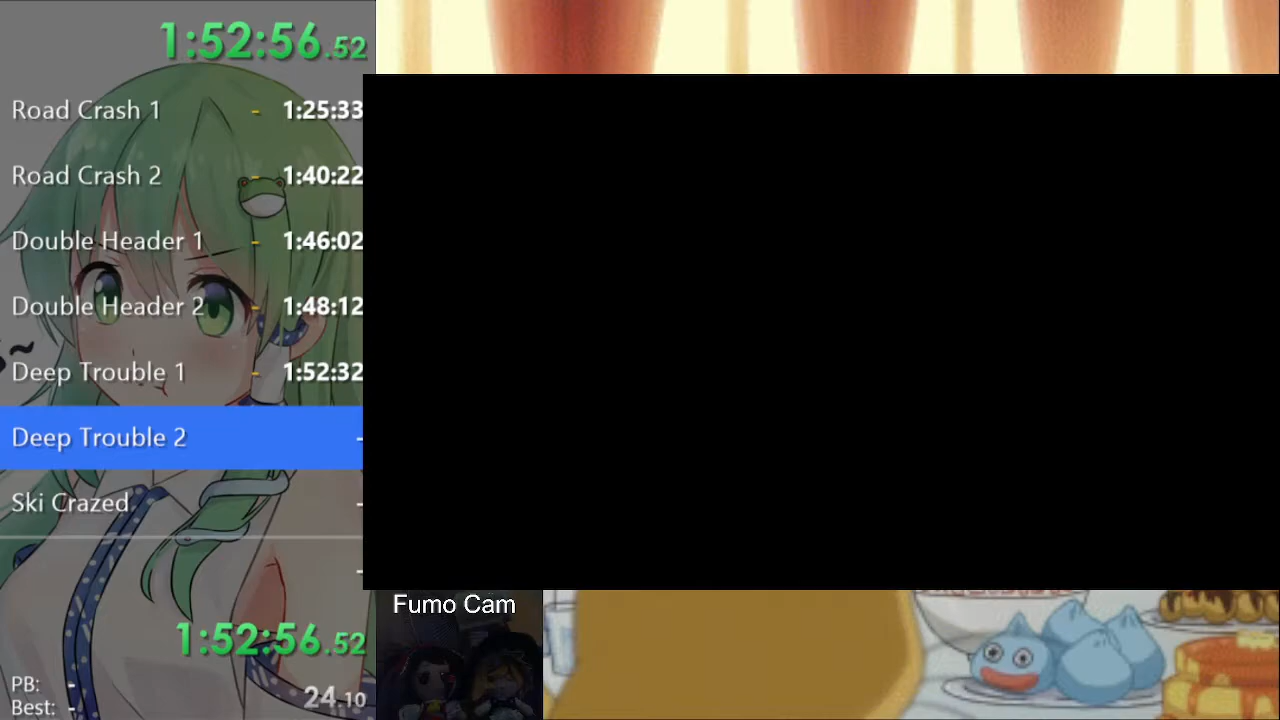 1:52:56.52
Road Crash 1 - 1:25:33
Road Crash 2 - 1:40:22
Double Header 1 - 1:46:02
Double Header 2 - 1:48:12
Deep Trouble 1 - 1:52:32
Deep Trouble 2 -
Ski Crazed -
-
Fumo Cam
1:52:56.52
PB: - 24.10
Best: -